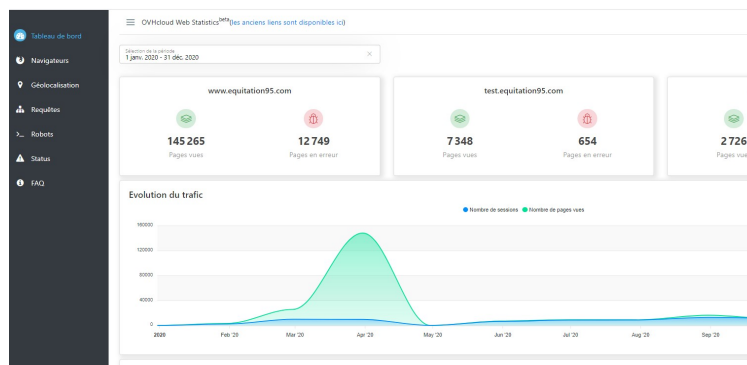 OVHcloud Web Statistics beta (les anciens liens sont disponibles ici)
Tableau de bord
Navigateurs
Géolocalisation
Requêtes
Robots
Status
FAQ
Sélection de la période
1 janv. 2020 - 31 déc. 2020
www.equitation95.com
145 265
Pages vues
12 749
Pages en erreur
test.equitation95.com
7 348
Pages vues
654
Pages en erreur
2 726
Pages vue
Evolution du trafic
Nombre de sessions Nombre de pages vues
160000
120000
80000
40000
0
2020 Feb '20 Mar '20 Apr '20 May '20 Jun '20 Jul '20 Aug '20 Sep '20